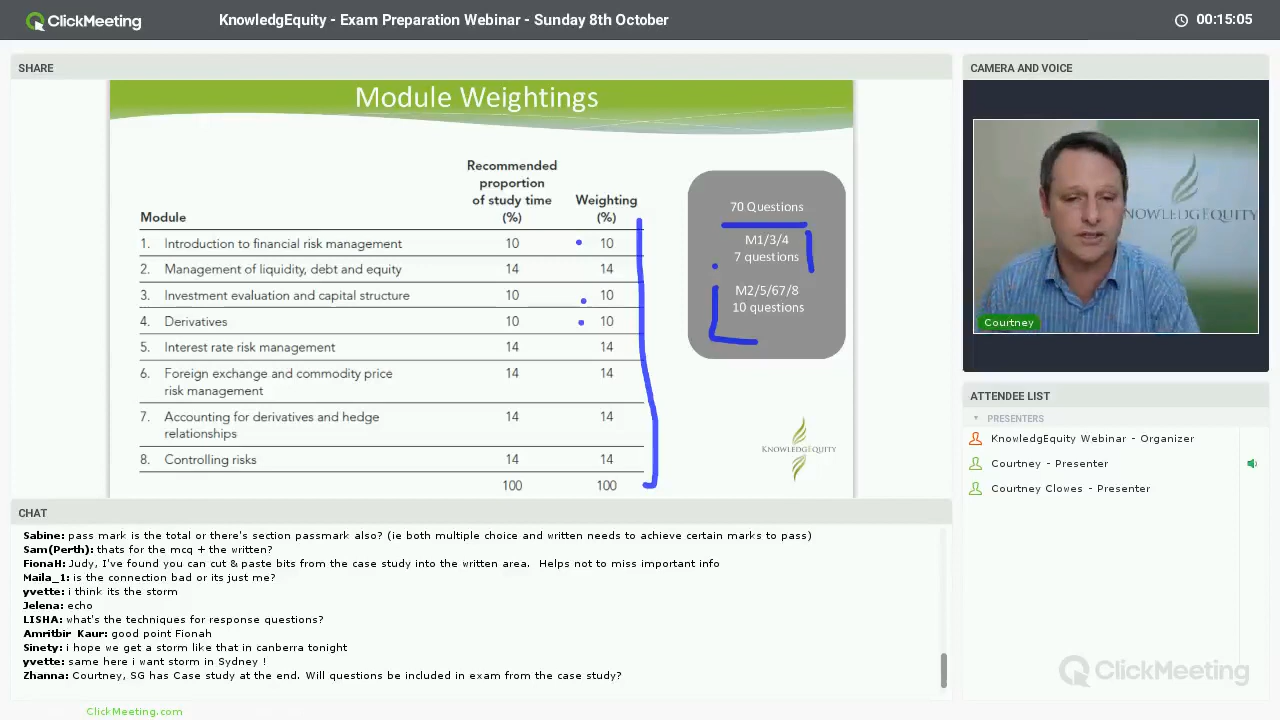 ClickMeeting
KnowledgEquity - Exam Preparation Webinar - Sunday 8th October
00:15:05
SHARE
Module Weightings
Recommended
proportion
of study time Weighting
Module (%) (%)
1. Introduction to financial risk management 10 10
2. Management of liquidity, debt and equity 14 14
3. Investment evaluation and capital structure 10 10
4. Derivatives 10 10
5. Interest rate risk management 14 14
6. Foreign exchange and commodity price 14 14
risk management
7. Accounting for derivatives and hedge 14 14
relationships
8. Controlling risks 14 14
100 100
70 Questions
M1/3/4
7 questions
M2/5/67/8
10 questions
KNOWLEDGEQUITY
CAMERA AND VOICE
KNOWLEDGEQUITY
Courtney
ATTENDEE LIST
PRESENTERS
KnowledgEquity Webinar - Organizer
Courtney - Presenter
Courtney Clowes - Presenter
CHAT
Sabine: pass mark is the total or there's section passmark also? (ie both multiple choice and written needs to achieve certain marks to pass)
Sam(Perth): thats for the mcq + the written?
FionaH: Judy, I've found you can cut & paste bits from the case study into the written area. Helps not to miss important info
Maila_1: is the connection bad or its just me?
yvette: i think its the storm
Jelena: echo
LISHA: what's the techniques for response questions?
Amritbir Kaur: good point Fionah
Sinety: i hope we get a storm like that in canberra tonight
yvette: same here i want storm in Sydney !
Zhanna: Courtney, SG has Case study at the end. Will questions be included in exam from the case study?
ClickMeeting
ClickMeeting.com